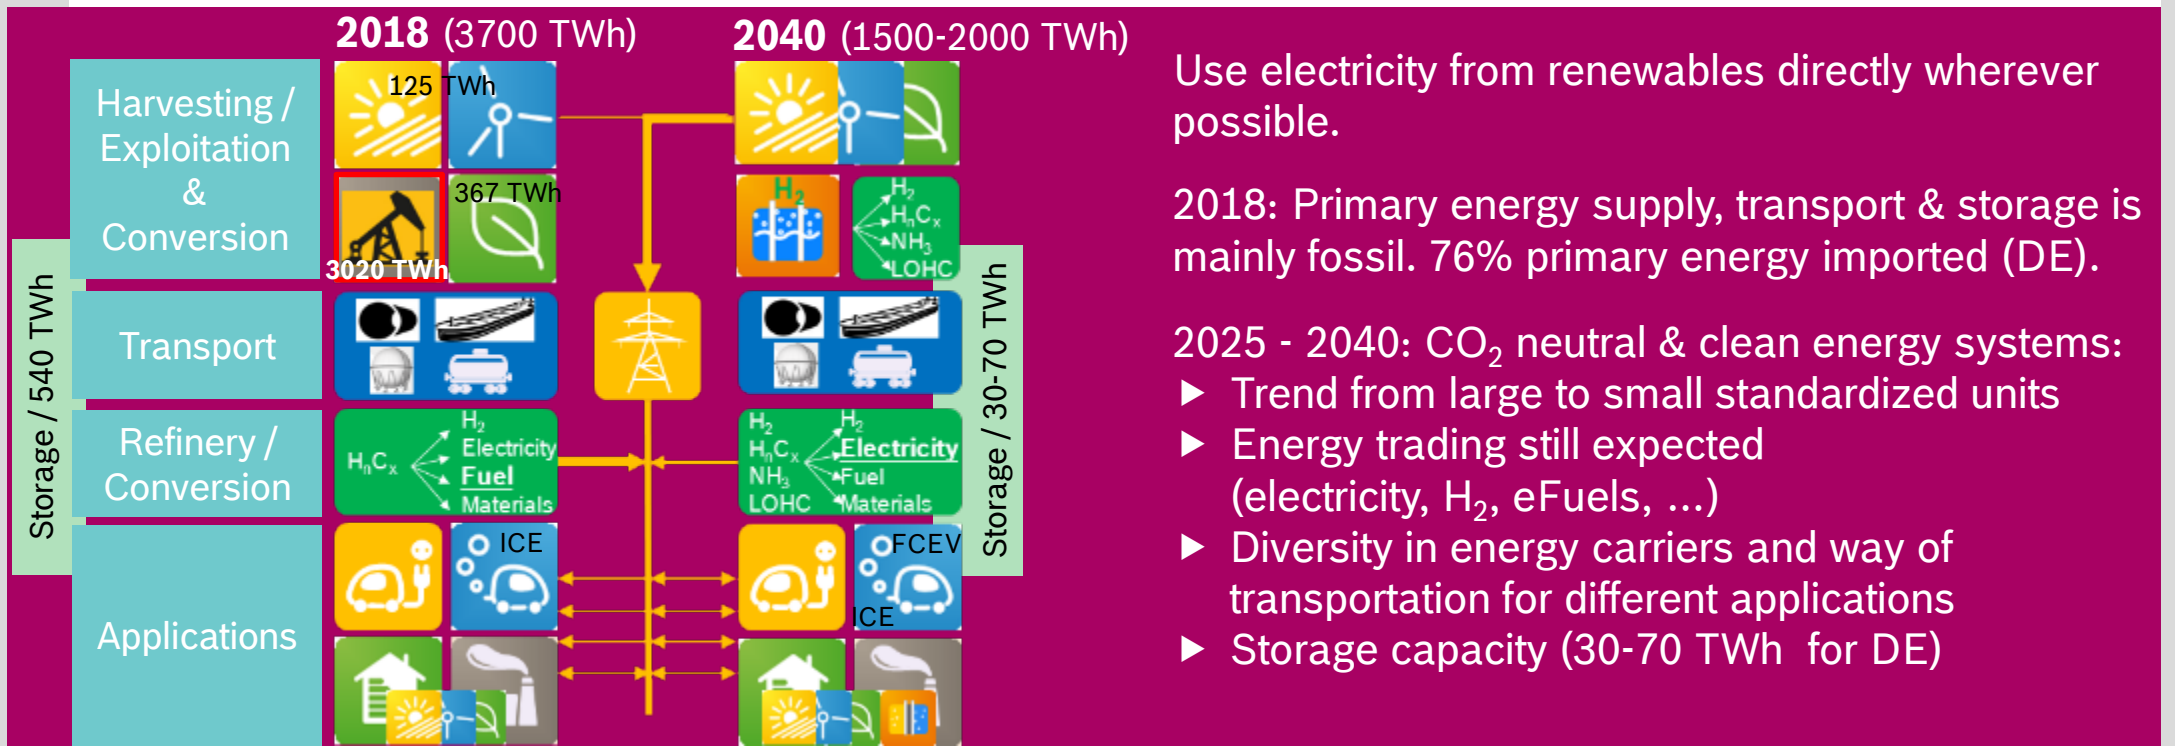 2018 (3700 TWh)
2040 (1500-2000 TWh)
Harvesting /
Exploitation
&
Conversion
125 TWh
3020 TWh
367 TWh
H2
H2
HnCx
NH3
LOHC
Transport
Refinery /
Conversion
HnCx
H2
Electricity
Fuel
Materials
H2
HnCx
NH3
LOHC
H2
Electricity
Fuel
Materials
Applications
ICE
FCEV
ICE
Storage / 540 TWh
Storage / 30-70 TWh
Use electricity from renewables directly wherever
possible.
2018: Primary energy supply, transport & storage is
mainly fossil. 76% primary energy imported (DE).
2025 - 2040: CO2 neutral & clean energy systems:
► Trend from large to small standardized units
► Energy trading still expected
(electricity, H2, eFuels, ...)
► Diversity in energy carriers and way of
transportation for different applications
► Storage capacity (30-70 TWh for DE)